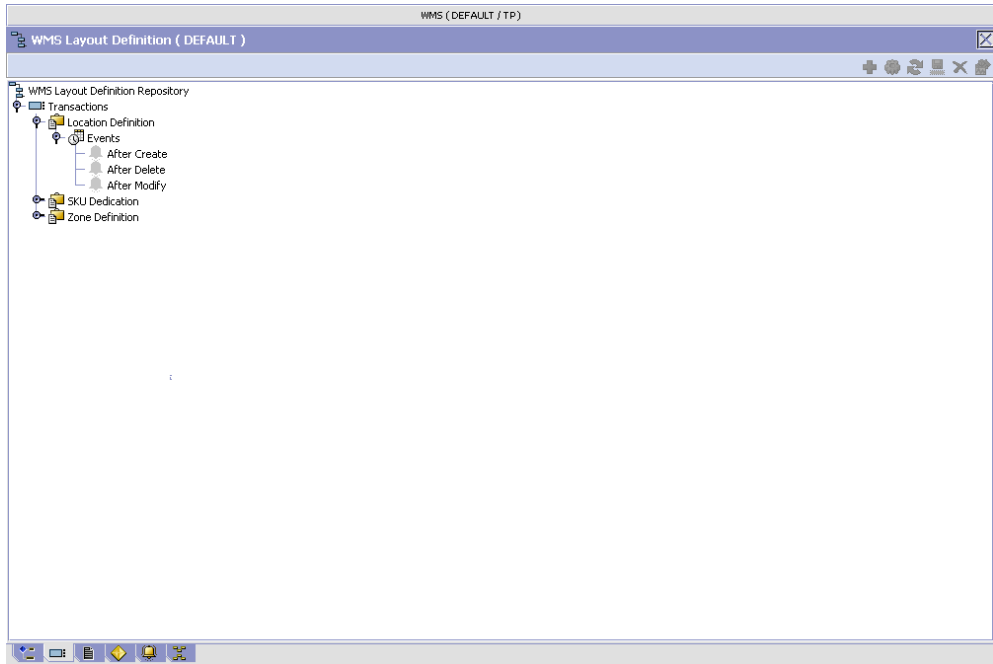 WMS ( DEFAULT / TP )
WMS Layout Definition ( DEFAULT )
WMS Layout Definition Repository
Transactions
Location Definition
Events
After Create
After Delete
After Modify
SKU Dedication
Zone Definition